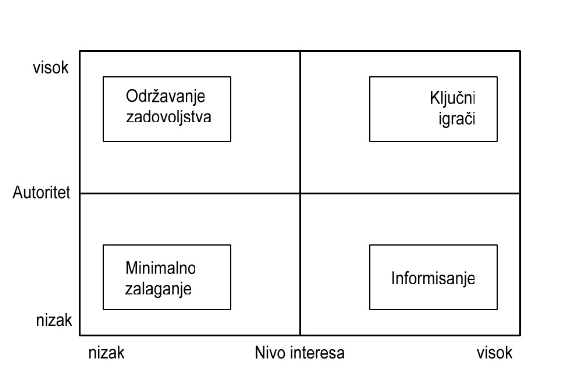 visok
Održavanje
zadovoljstva
Ključni
igrači
Autoritet
Minimalno
zalaganje
Informisanje
nizak
nizak
Nivo interesa
visok